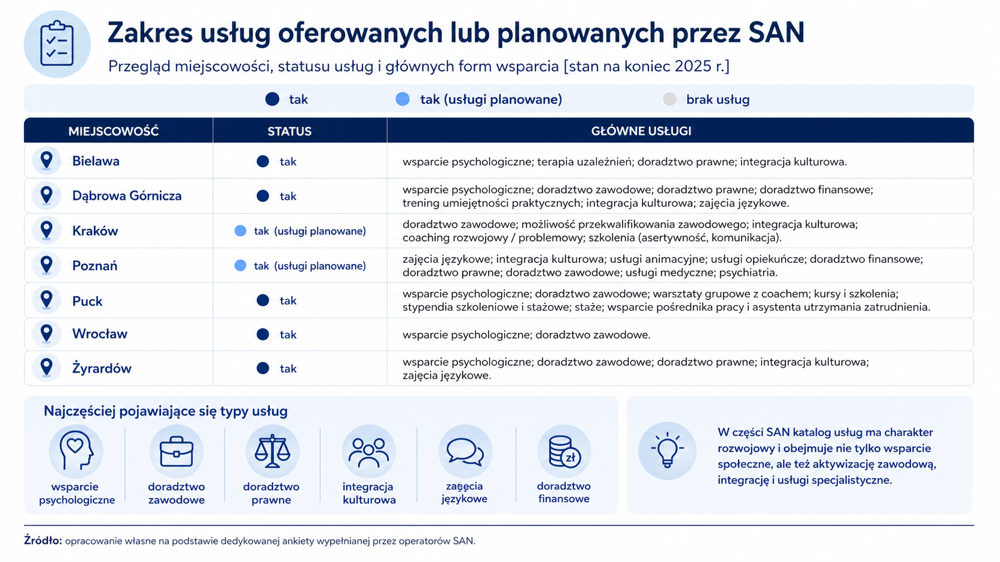 Zakres usług oferowanych lub planowanych przez SAN
Przegląd miejscowości, statusu usług i głównych form wsparcia [stan na koniec 2025 r.]
tak
tak (usługi planowane)
brak usług
MIEJSCOWOŚĆ
STATUS
GŁÓWNE USŁUGI
Bielawa
tak
wsparcie psychologiczne; terapia uzależnień; doradztwo prawne; integracja kulturowa.
Dąbrowa Górnicza
tak
wsparcie psychologiczne; doradztwo zawodowe; doradztwo prawne; doradztwo finansowe;
trening umiejętności praktycznych; integracja kulturowa; zajęcia językowe.
Kraków
tak (usługi planowane)
doradztwo zawodowe; możliwość przekwalifikowania zawodowego; integracja kulturowa;
coaching rozwojowy / problemowy; szkolenia (asertywność, komunikacja).
Poznań
tak (usługi planowane)
zajęcia językowe; integracja kulturowa; usługi animacyjne; usługi opiekuńcze; doradztwo finansowe;
doradztwo prawne; doradztwo zawodowe; usługi medyczne; psychiatria.
Puck
tak
wsparcie psychologiczne; doradztwo zawodowe; warsztaty grupowe z coachem; kursy i szkolenia;
stypendia szkoleniowe i stażowe; staże; wsparcie pośrednika pracy i asystenta utrzymania zatrudnienia.
Wrocław
tak
wsparcie psychologiczne; doradztwo zawodowe.
Żyrardów
tak
wsparcie psychologiczne; doradztwo zawodowe; doradztwo prawne; integracja kulturowa;
zajęcia językowe.
Najczęściej pojawiające się typy usług
wsparcie
psychologiczne
doradztwo
zawodowe
doradztwo
prawne
integracja
kulturowa
językowe
zł
doradztwo
finansowe
W części SAN katalog usług ma charakter
rozwojowy i obejmuje nie tylko wsparcie
społeczne, ale też aktywizację zawodową,
integrację i usługi specjalistyczne.
Źródło: opracowanie własne na podstawie dedykowanej ankiety wypełnianej przez operatorów SAN.